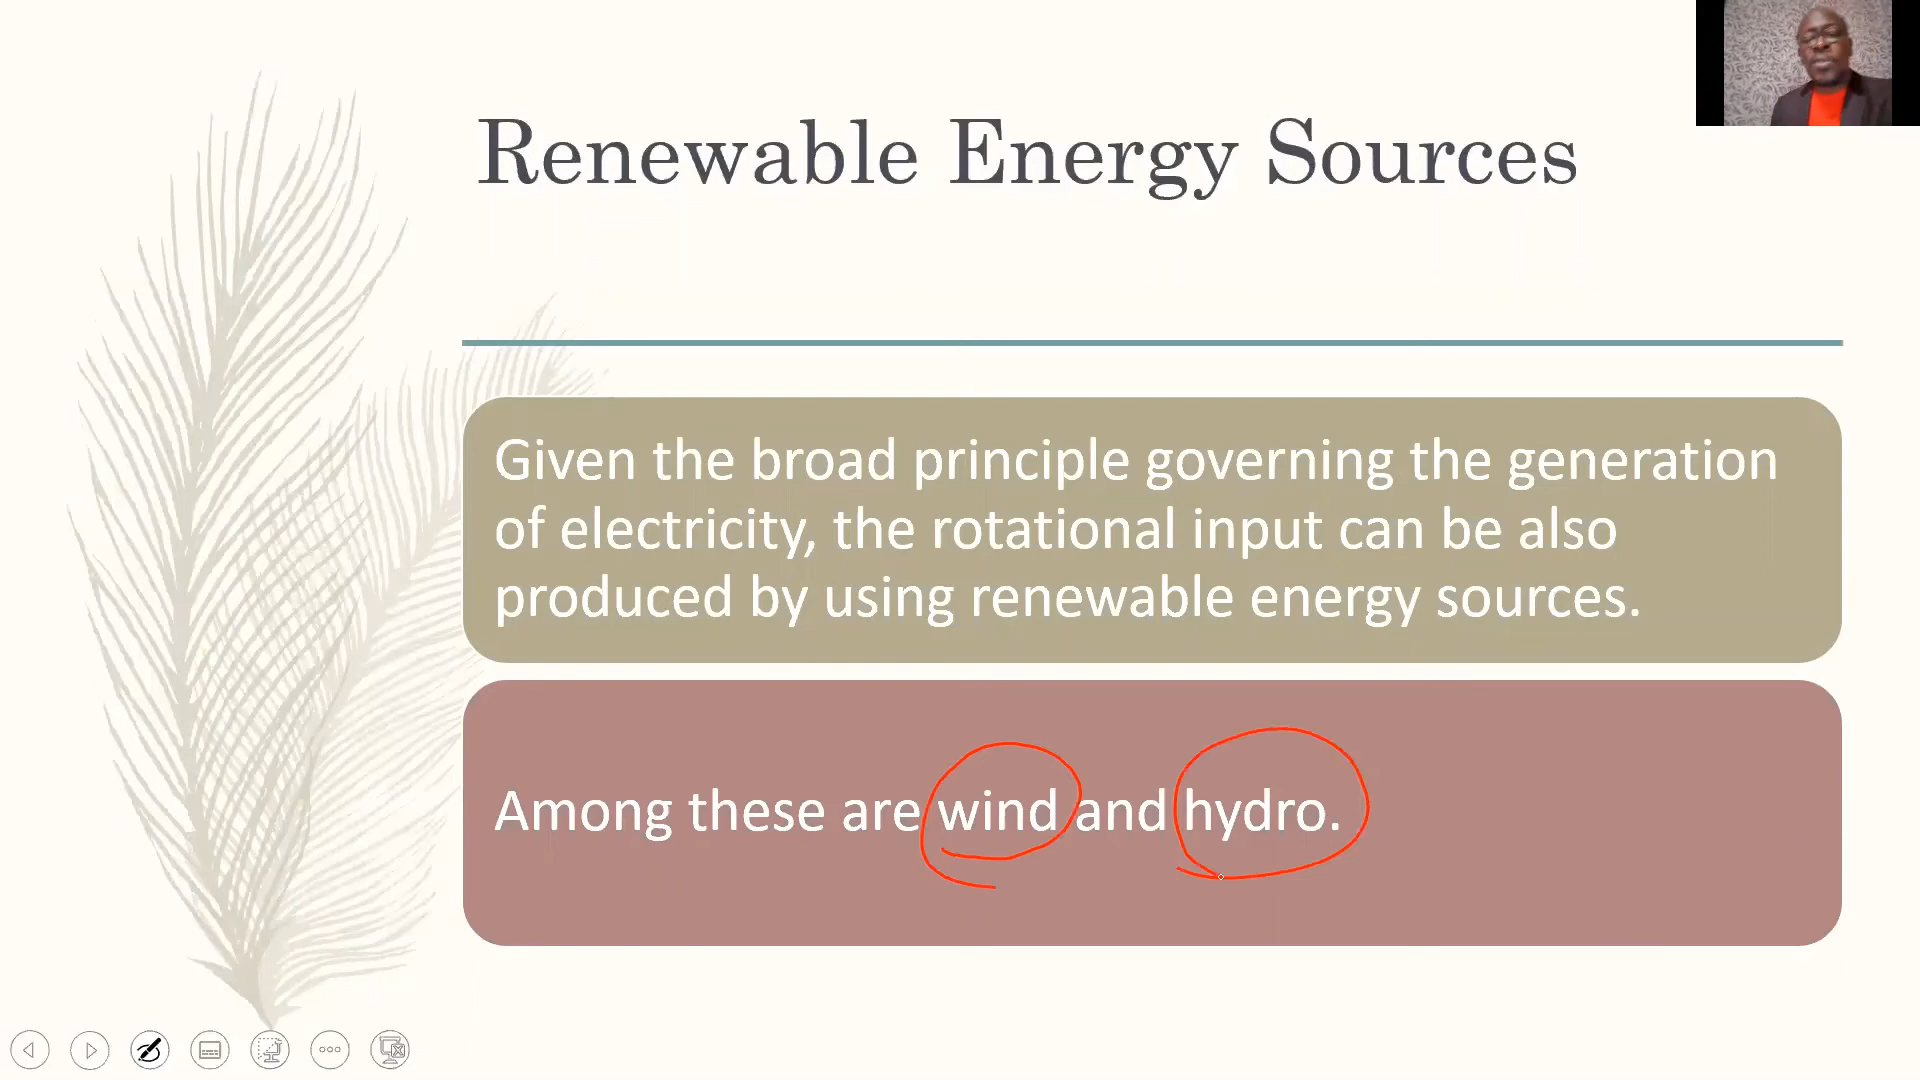 Renewable Energy Sources
Given the broad principle governing the generation
of electricity, the rotational input can be also
produced by using renewable energy sources.
Among these are wind and hydro.